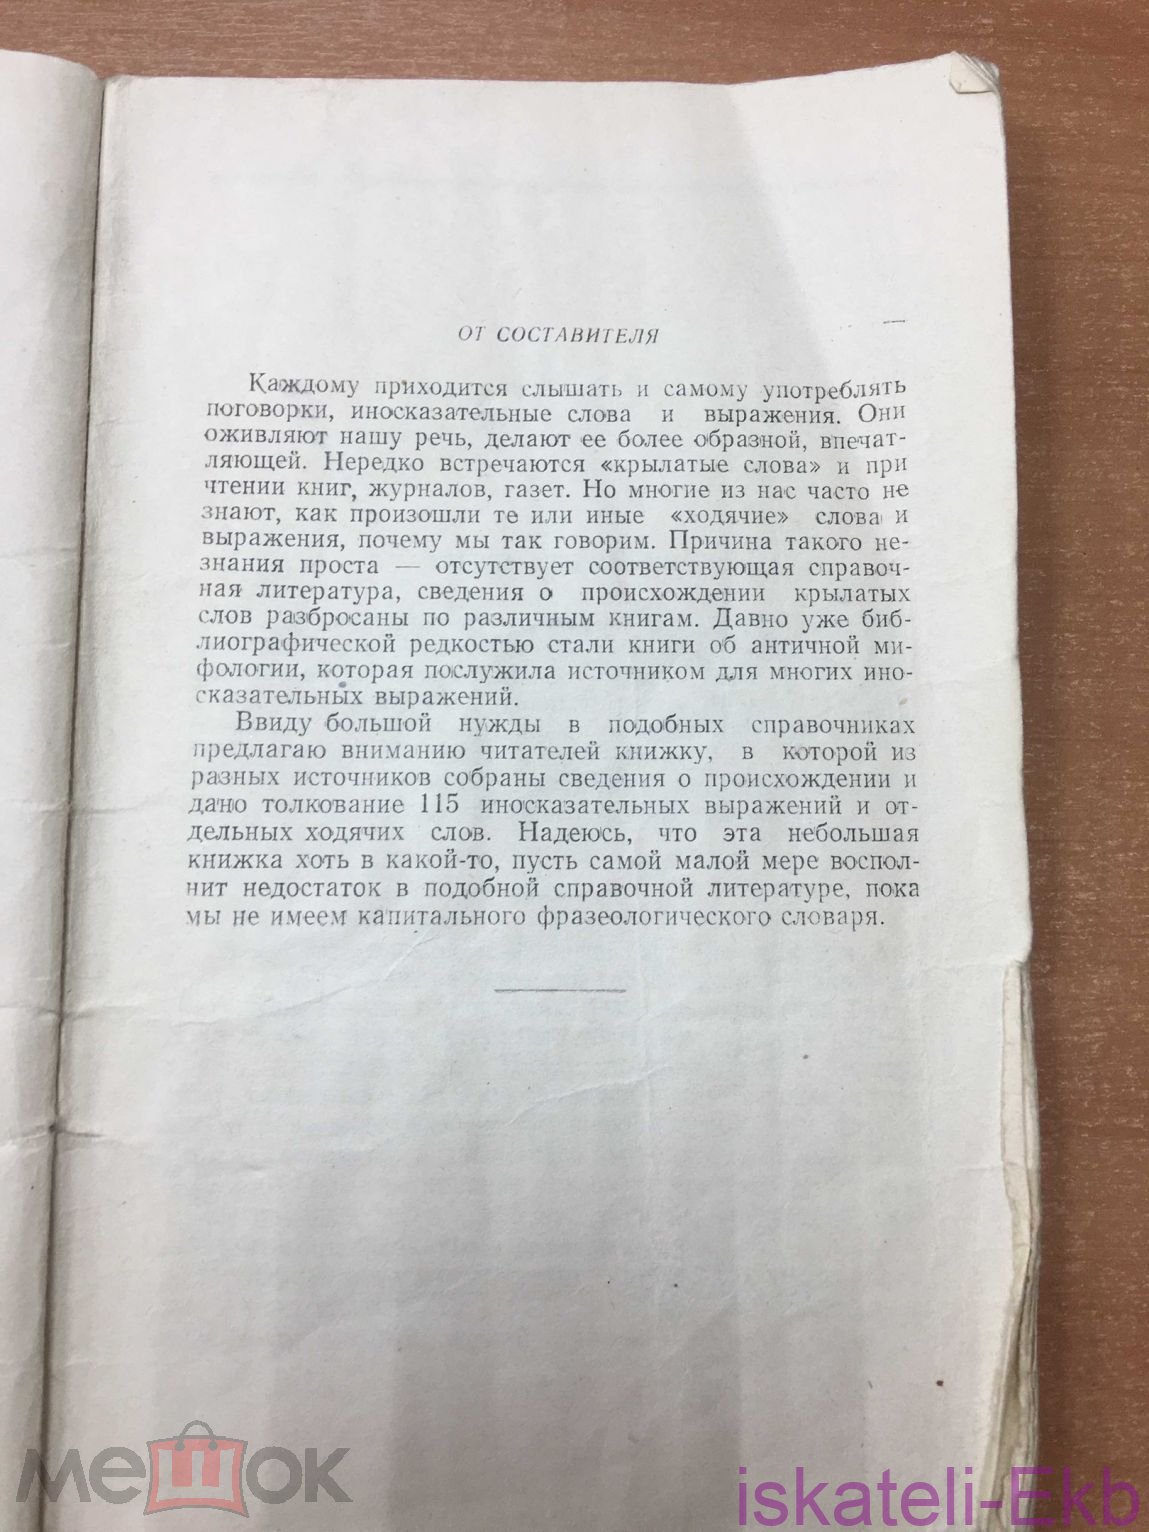 ОТ СОСТАВИТЕЛЯ
Каждому приходится слышать и самому употреблять
поговорки, иносказательные слова и выражения. Они
оживляют нашу речь, делают ее более образной, впечат-
ляющей. Нередко встречаются «крылатые слова» и при
чтении книг, журналов, газет. Но многие из нас часто не
знают, как произошли те или иные «ходячие» слова и
выражения, почему мы так говорим. Причина такого не-
знания проста — отсутствует соответствующая справоч-
ная литература, сведения о происхождении крылатых
слов разбросаны по различным книгам. Давно уже биб-
лиографической редкостью стали книги об античной ми-
фологии, которая послужила источником для многих ино-
сказательных выражений.
Ввиду большой нужды в подобных справочниках
предлагаю вниманию читателей книжку, в которой из
разных источников собраны сведения о происхождении и
дано толкование 115 иносказательных выражений и от-
дельных ходячих слов. Надеюсь, что эта небольшая
книжка хоть в какой-то, пусть самой малой мере воспол-
нит недостаток в подобной справочной литературе, пока
мы не имеем капитального фразеологического словаря.
мешок
iskateli-Ekb